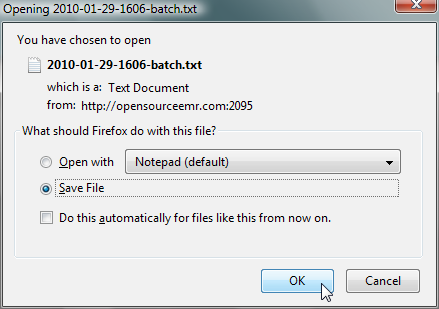 Opening 2010-01-29-1606-batch.txt
You have chosen to open
2010-01-29-1606-batch.txt
which is a: Text Document
from: http://opensourceemr.com:2095
What should Firefox do with this file?
Open with Notepad (default)
Save File
Do this automatically for files like this from now on.
OK Cancel